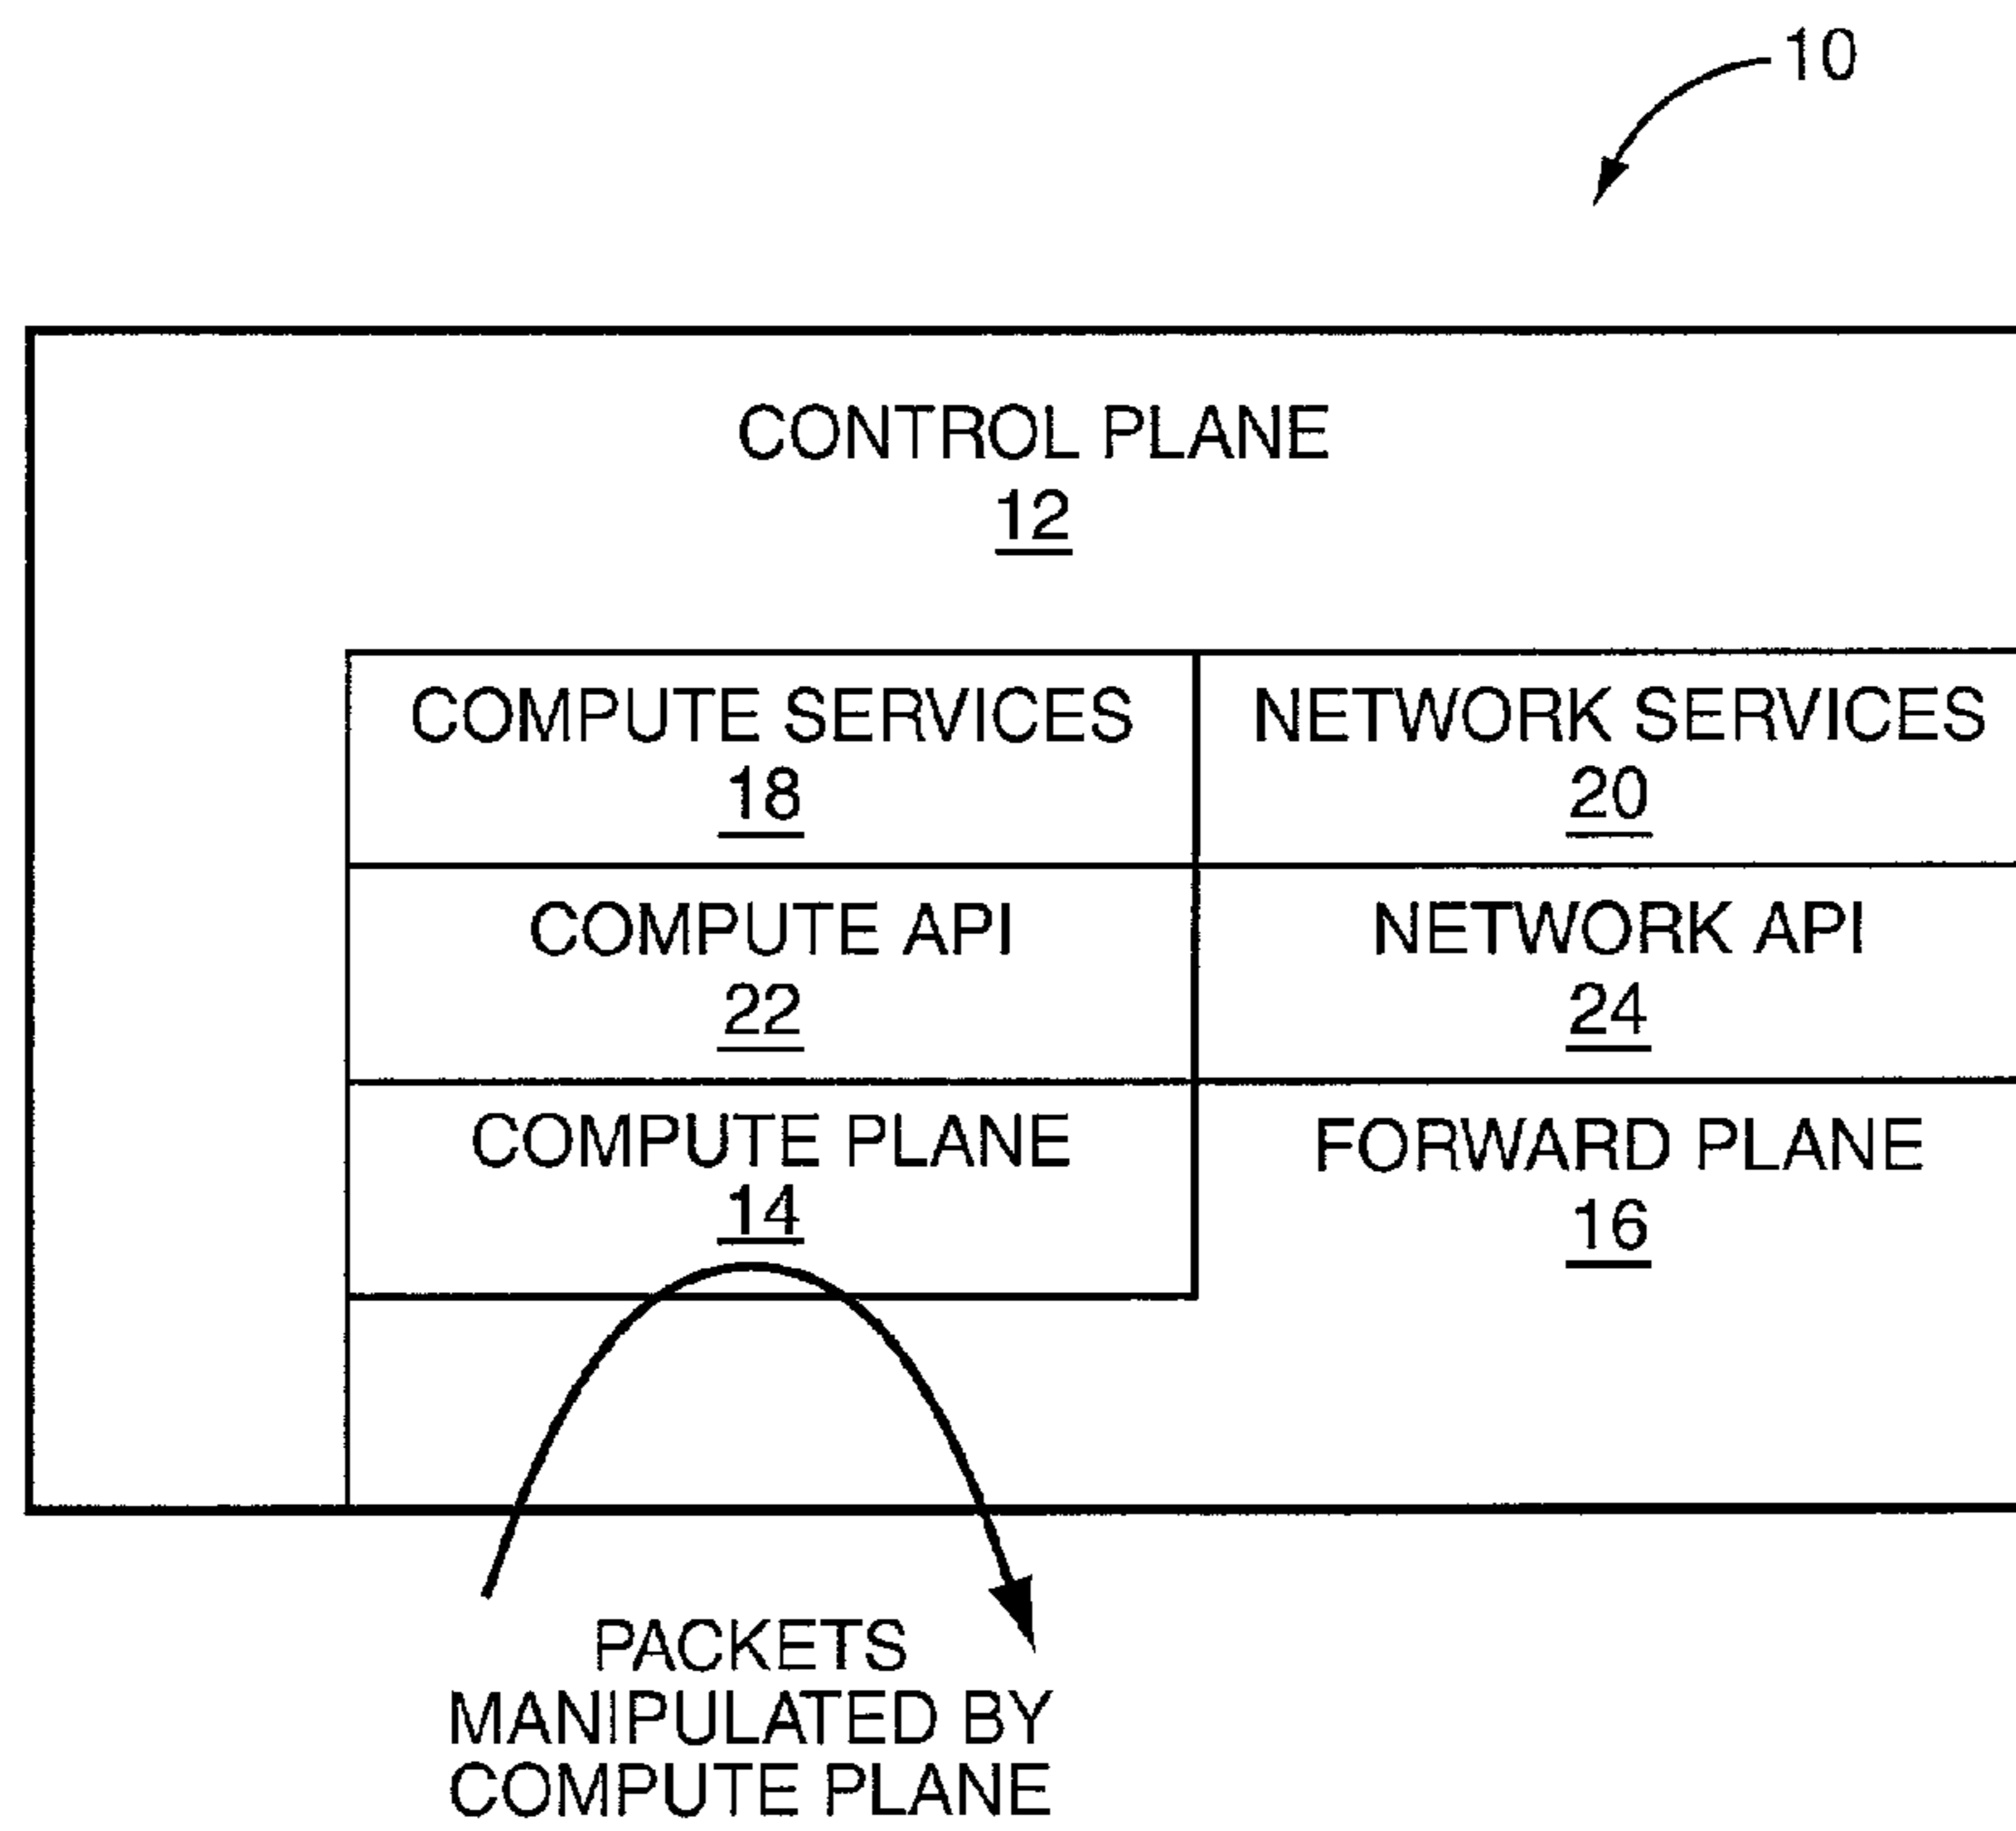 10
CONTROL PLANE
12
COMPUTE SERVICES
18
NETWORK SERVICES
20
COMPUTE API
22
NETWORK API
24
COMPUTE PLANE
14
FORWARD PLANE
16
PACKETS
MANIPULATED BY
COMPUTE PLANE